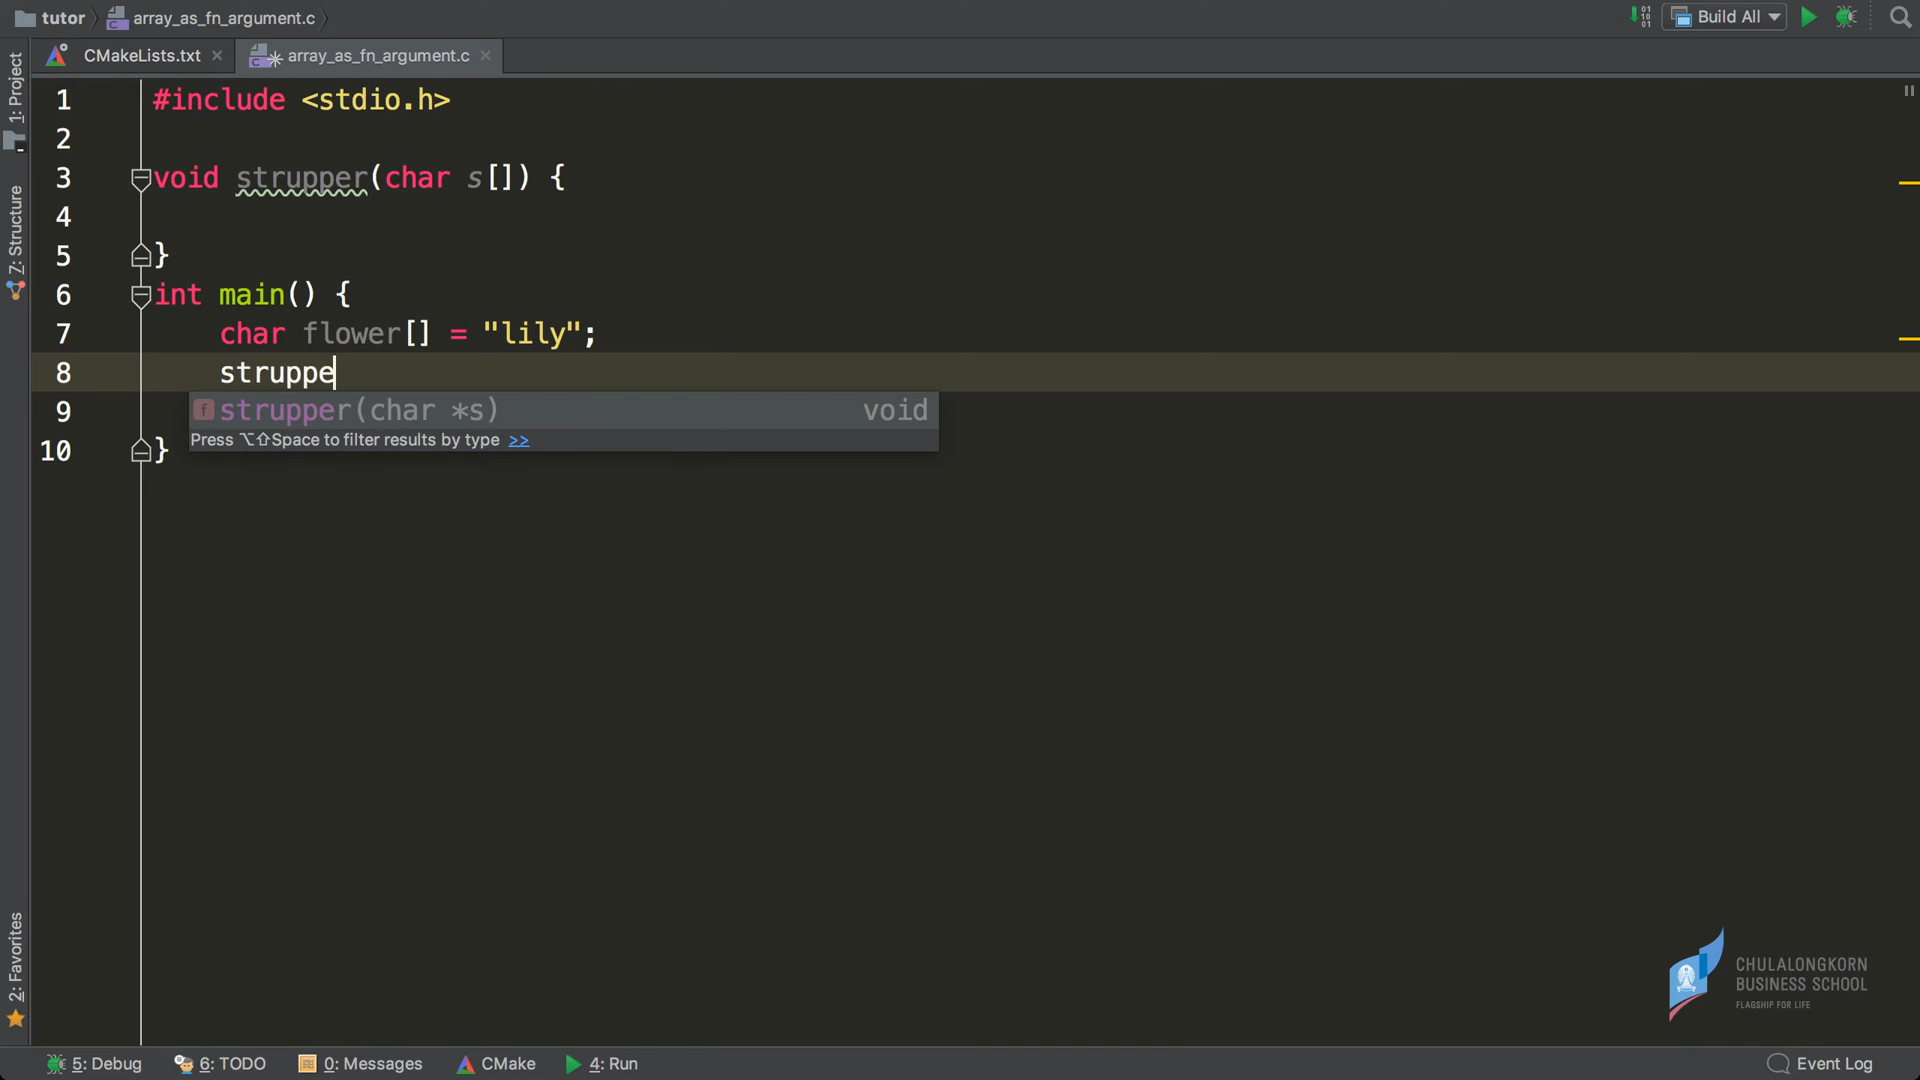 tutor array_as_fn_argument.c Build All
CMakeLists.txt array_as_fn_argument.c
1: Project
7: Structure
2: Favorites
1 #include <stdio.h>
2
3 void strupper(char s[]) {
4
5 }
6 int main() {
7 char flower[] = "lily";
8 struppe
9
10 }
strupper(char *s) void
Press ⌥⇧Space to filter results by type >>
CHULALONGKORN
BUSINESS SCHOOL
FLAGSHIP FOR LIFE
5: Debug 6: TODO 0: Messages CMake 4: Run Event Log